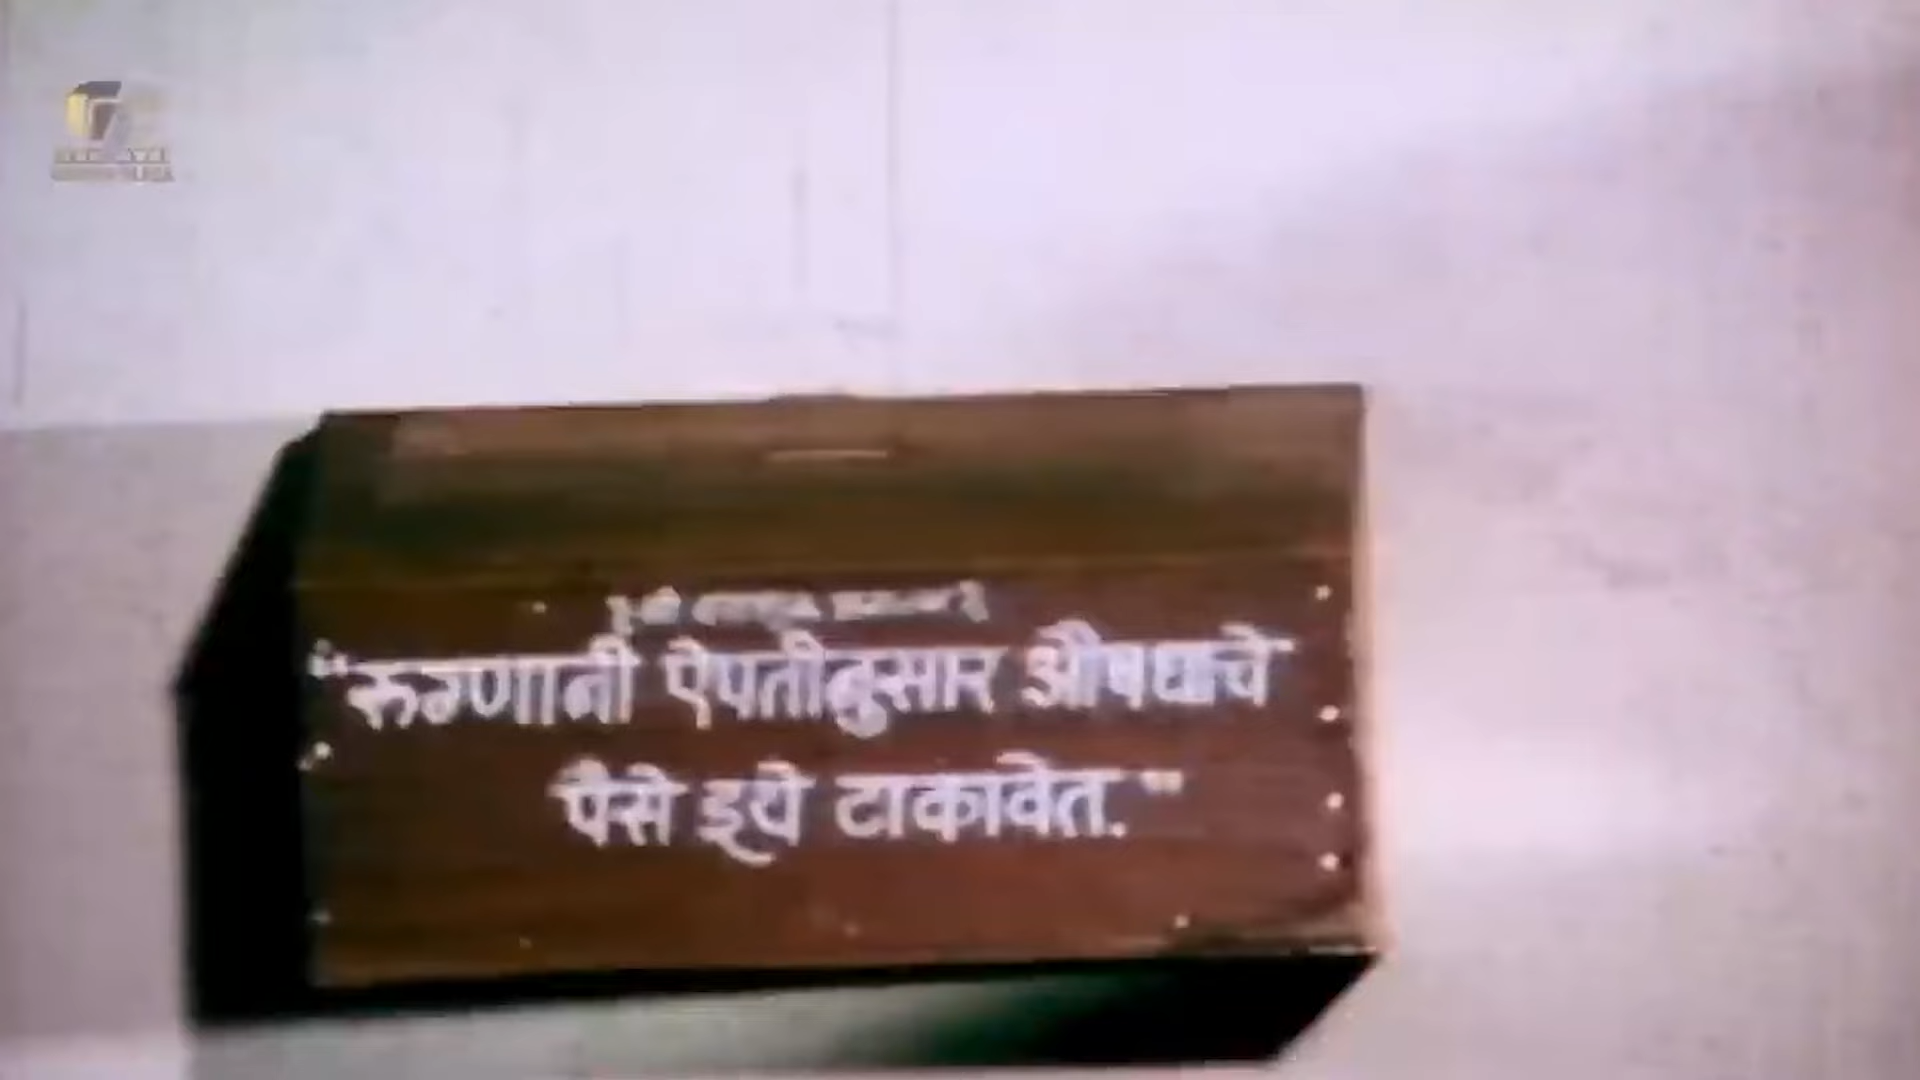 "रुग्णानी ऐपतीनुसार औषधाचे
पैसे इथे टाकावेत."